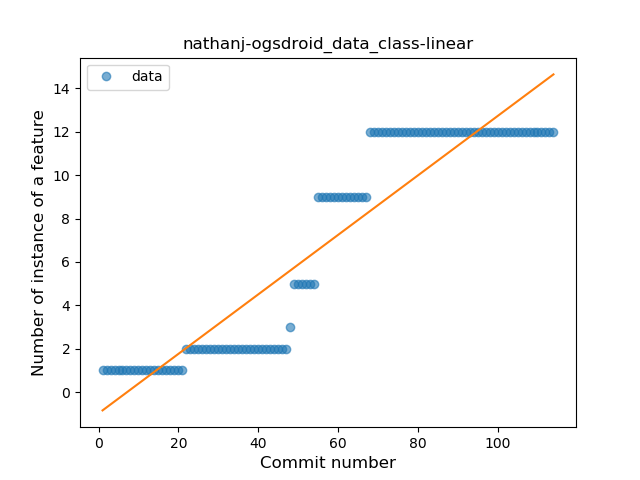 nathanj-ogsdroid_data_class-linear
data
Number of instance of a feature
14
12
10
8
6
4
2
0
0 20 40 60 80 100
Commit number